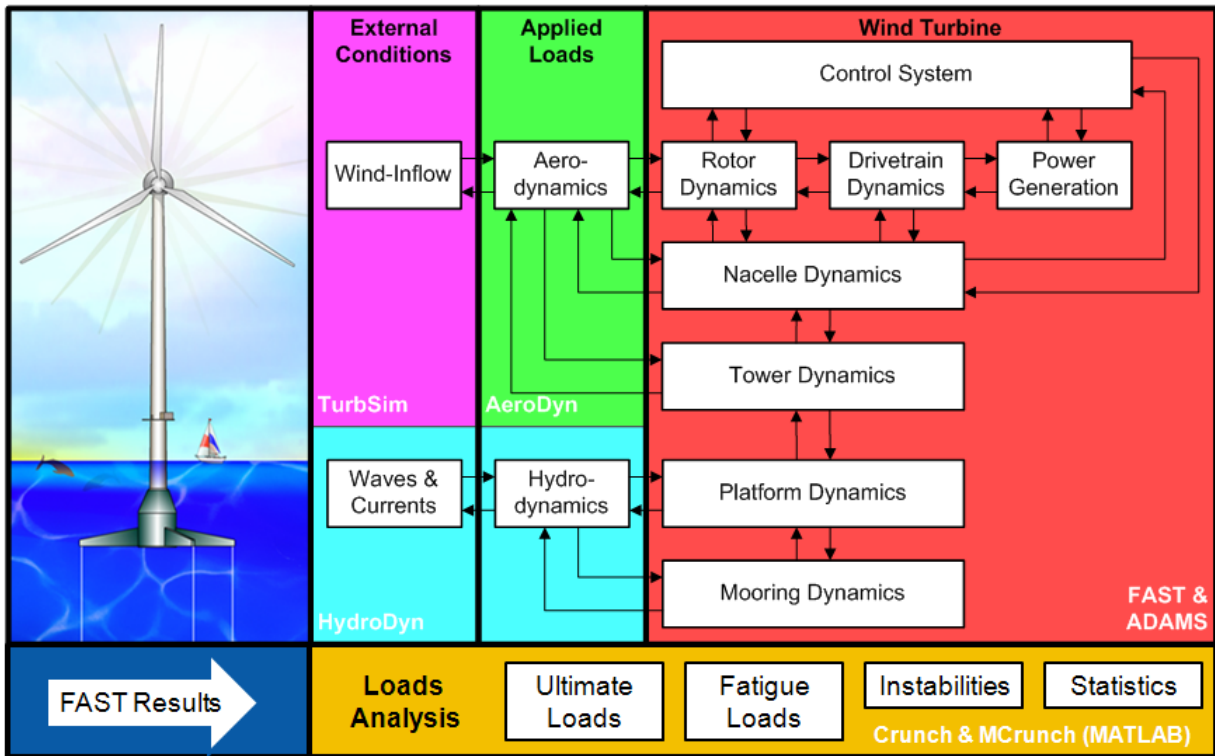 External
Conditions
Applied
Loads
Wind Turbine
Control System
Wind-Inflow
Aero-
dynamics
Rotor
Dynamics
Drivetrain
Dynamics
Power
Generation
Nacelle Dynamics
Tower Dynamics
TurbSim
AeroDyn
Waves &
Currents
Hydro-
dynamics
Platform Dynamics
Mooring Dynamics
HydroDyn
FAST &
ADAMS
FAST Results
Loads
Analysis
Ultimate
Loads
Fatigue
Loads
Instabilities
Statistics
Crunch & MCrunch (MATLAB)